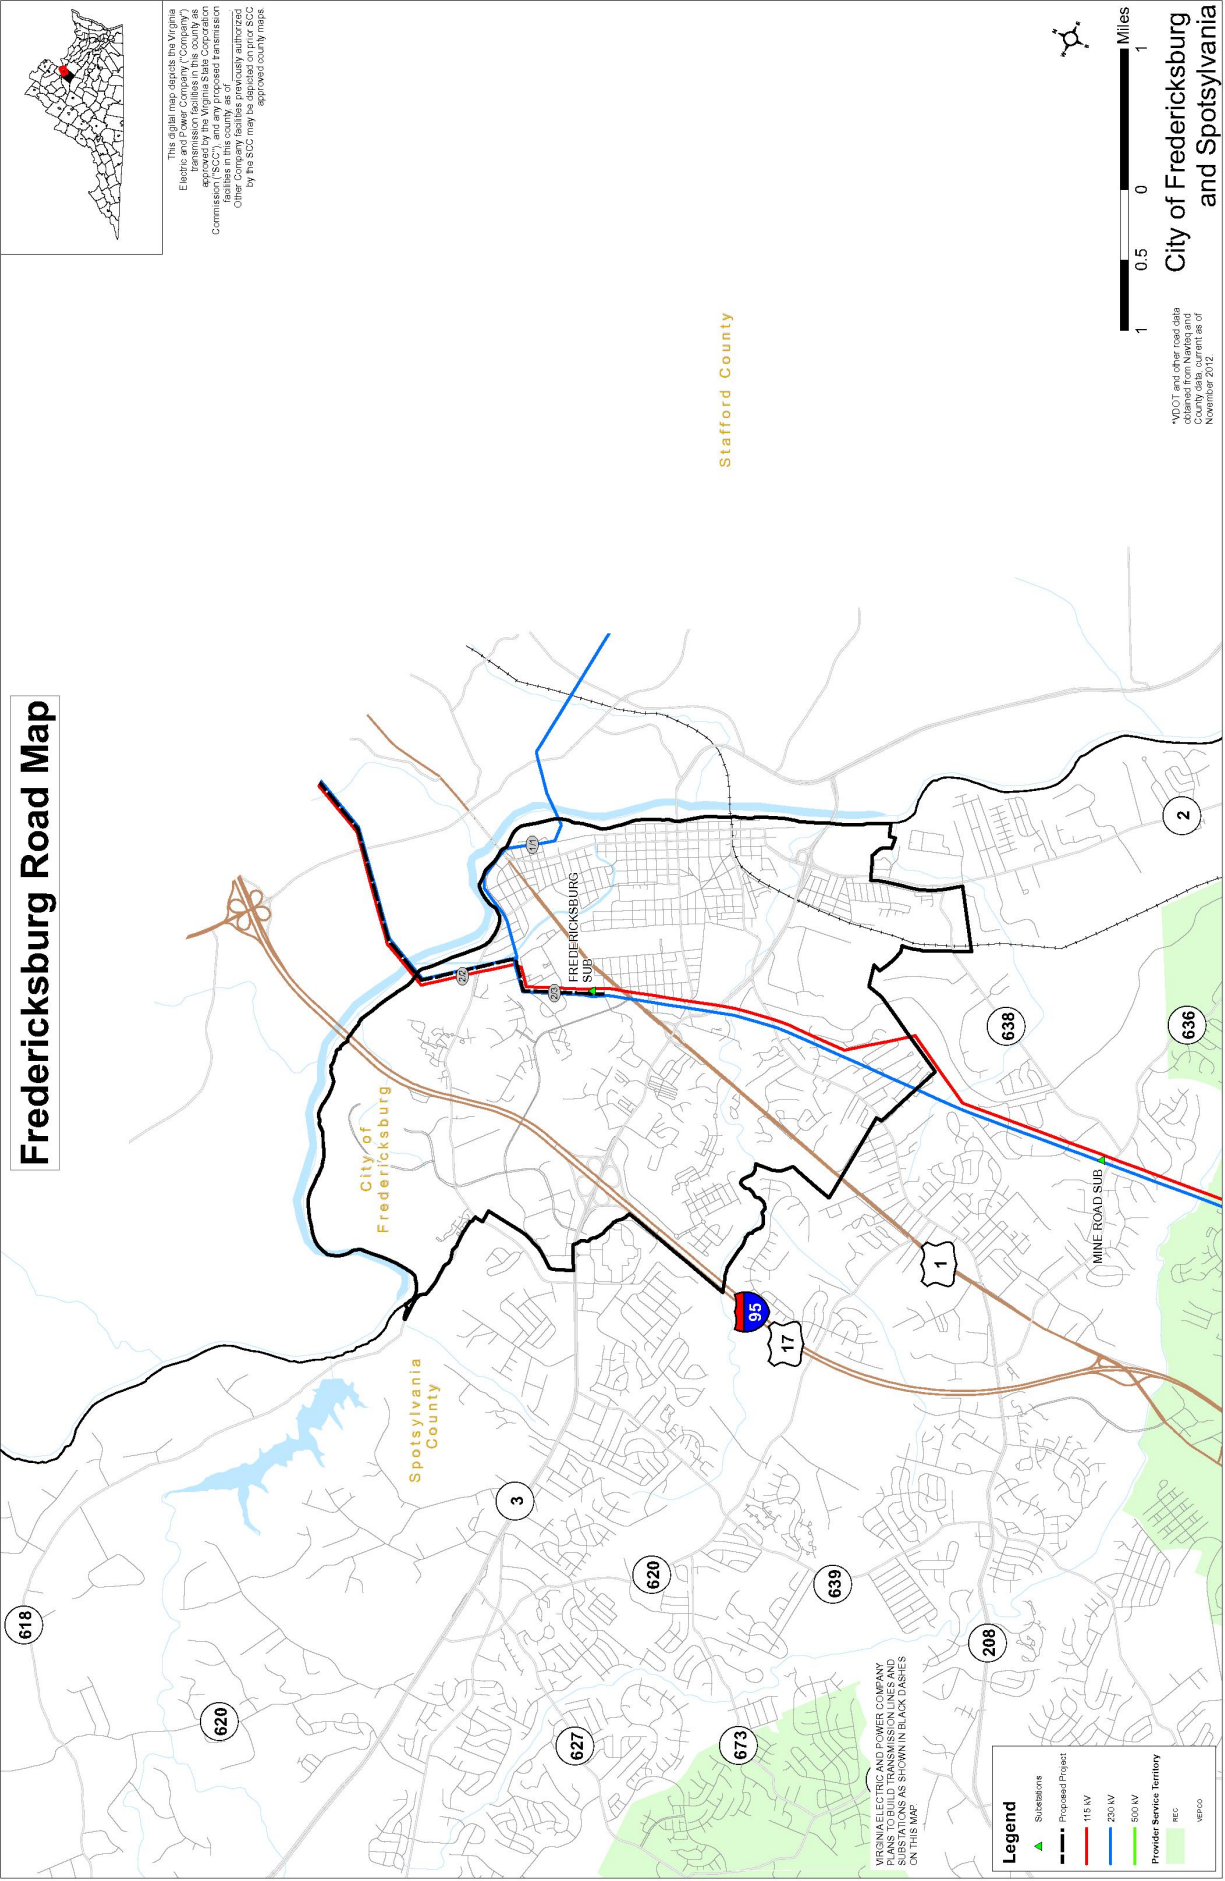 Fredericksburg Road Map
This digital map depicts the Virginia
Electric and Power Company ("Company")
transmission facilities in this county as
approved by the Virginia State Corporation
Commission ("SCC"), and any proposed transmission
facilities in this county, as of ________.
Other Company facilities previously authorized
by the SCC may be depicted on prior SCC
approved county maps.
618
620
City of
Fredericksburg
Spotsylvania
County
Stafford County
2/2
1/1
2/3
FREDERICKSBURG
SUB
3
620
627
95
17
673
639
1
208
638
MINE ROAD SUB
636
2
VIRGINIA ELECTRIC AND POWER COMPANY
PLANS TO BUILD TRANSMISSION LINES AND
SUBSTATIONS AS SHOWN IN BLACK DASHES
ON THIS MAP.
Legend
Substations
Proposed Project
115 kV
230 kV
500 kV
Provider Service Territory
REC
VEPCO
1
0.5
0
1
Miles
*VDOT and other road data
obtained from Navteq and
County data, current as of
November 2012.
City of Fredericksburg
and Spotsylvania